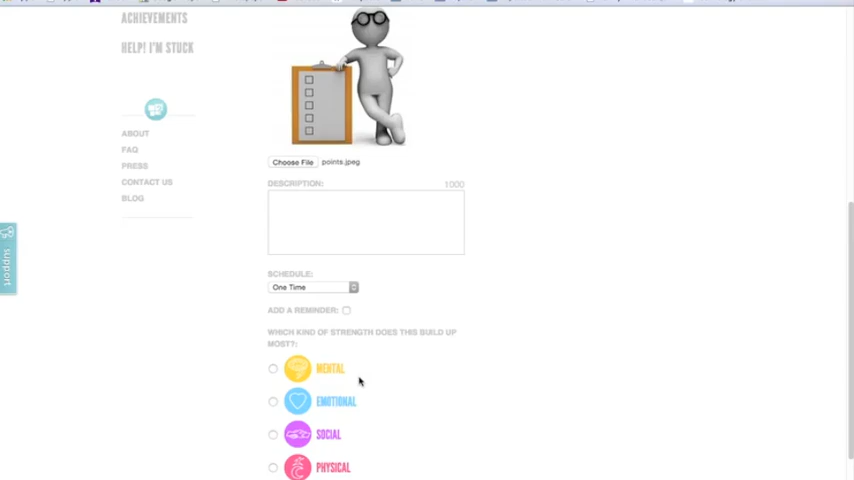 ACHIEVEMENTS
HELP! I'M STUCK
ABOUT
FAQ
PRESS
CONTACT US
BLOG
support
Choose File points.jpeg
DESCRIPTION: 1000
SCHEDULE:
One Time
ADD A REMINDER:
WHICH KIND OF STRENGTH DOES THIS BUILD UP
MOST?:
MENTAL
EMOTIONAL
SOCIAL
PHYSICAL